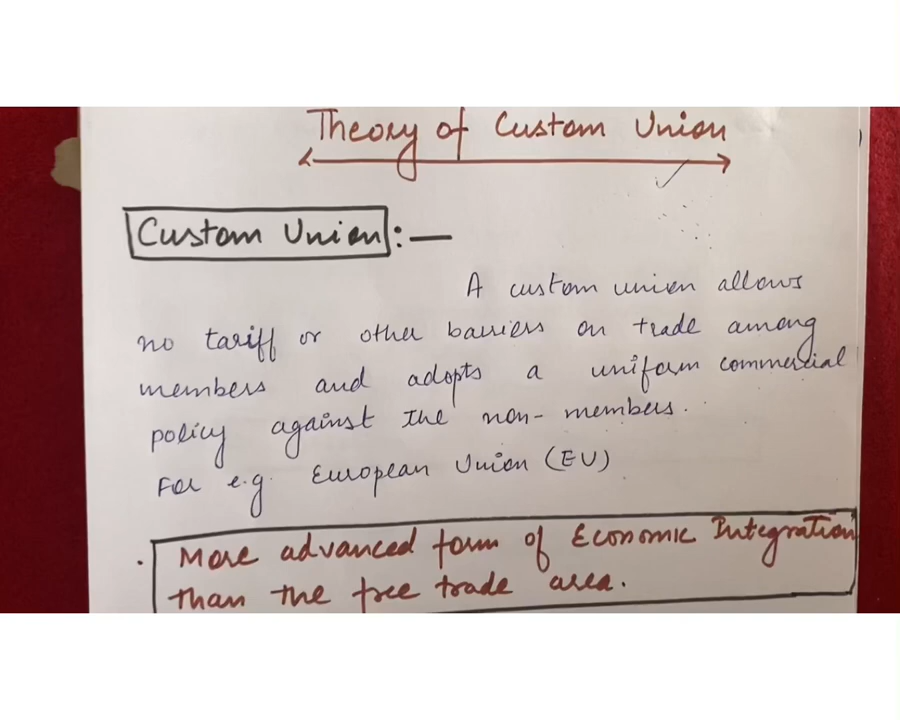 Theory of Custom Union
Custom Union :—
A custom union allows
no tariff or other barriers on trade among
members and adopts a uniform commercial
policy against the non-members.
For e.g. European Union (EU)
. More advanced form of Economic Integration
than the free trade area.